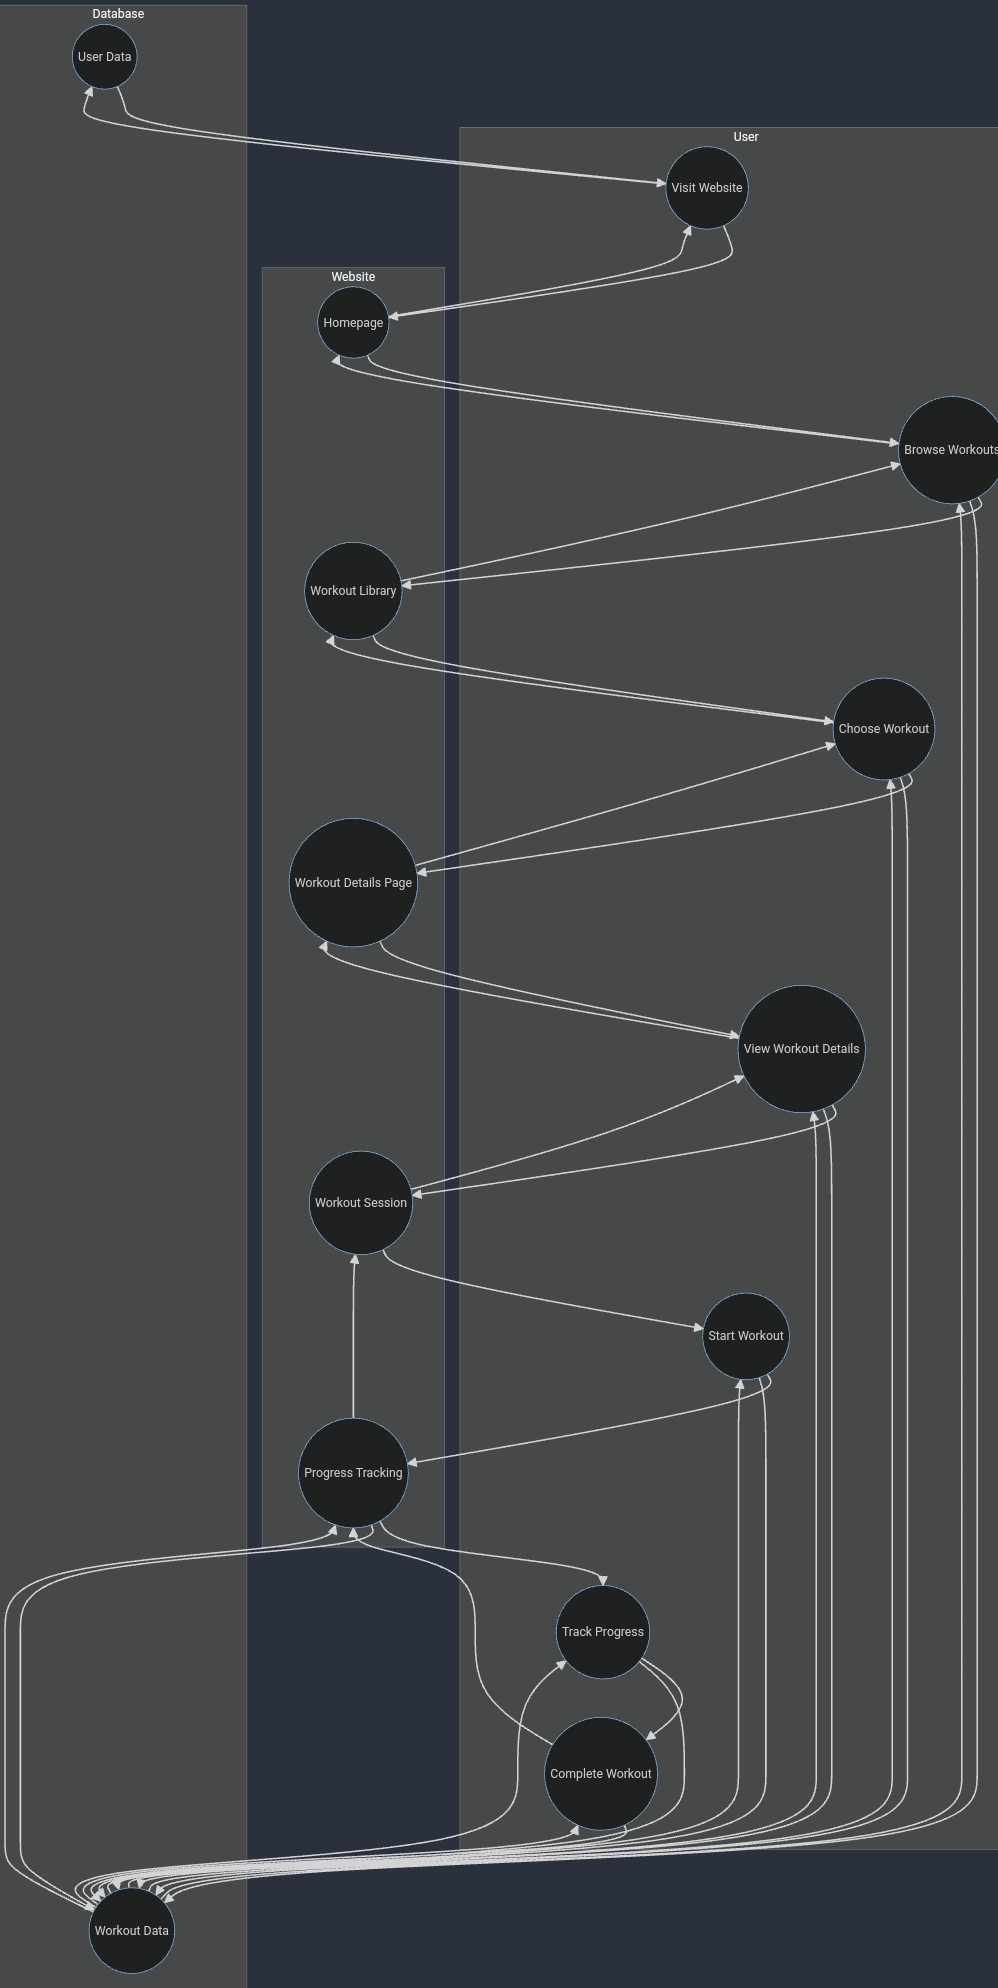 Database
User Data
User
Visit Website
Website
Homepage
Browse Workouts
Workout Library
Choose Workout
Workout Details Page
View Workout Details
Workout Session
Start Workout
Progress Tracking
Track Progress
Complete Workout
Workout Data